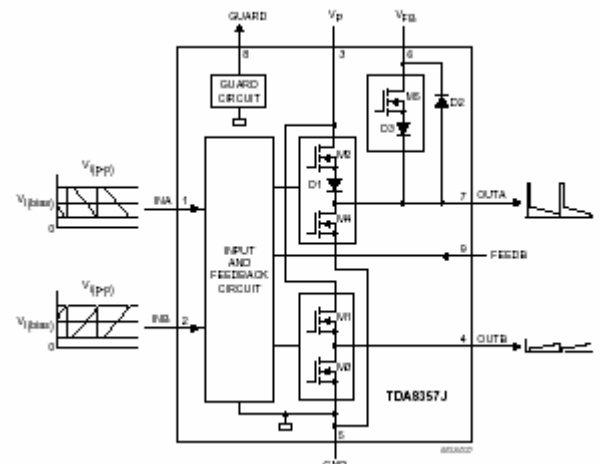 GUARD
VP
VFB
8
3
6
GUARD
CIRCUIT
M5
D2
D3
Vi(p-p)
Vi(bias)
0
INA
1
M2
D1
M4
7
OUTA
INPUT
AND
FEEDBACK
CIRCUIT
9
FEEDB
Vi(p-p)
Vi(bias)
0
INB
2
M1
M3
4
OUTB
TDA8357J
5
GND